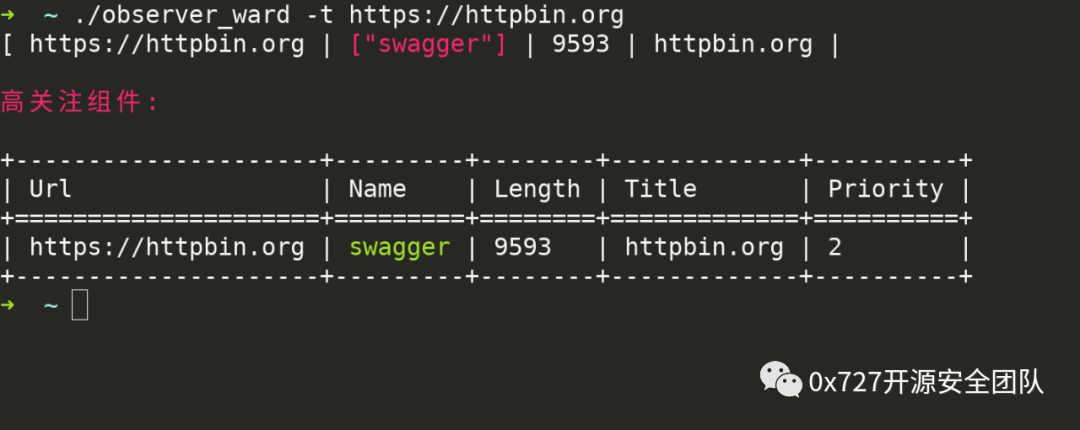 ➜  ~ ./observer_ward -t https://httpbin.org
[ https://httpbin.org | ["swagger"] | 9593 | httpbin.org |
高关注组件:
+---------------------+---------+--------+-------------+----------+
| Url                 | Name    | Length | Title       | Priority |
+=====================+=========+========+=============+==========+
| https://httpbin.org | swagger | 9593   | httpbin.org | 2        |
+---------------------+---------+--------+-------------+----------+
➜  ~
0x727开源安全团队